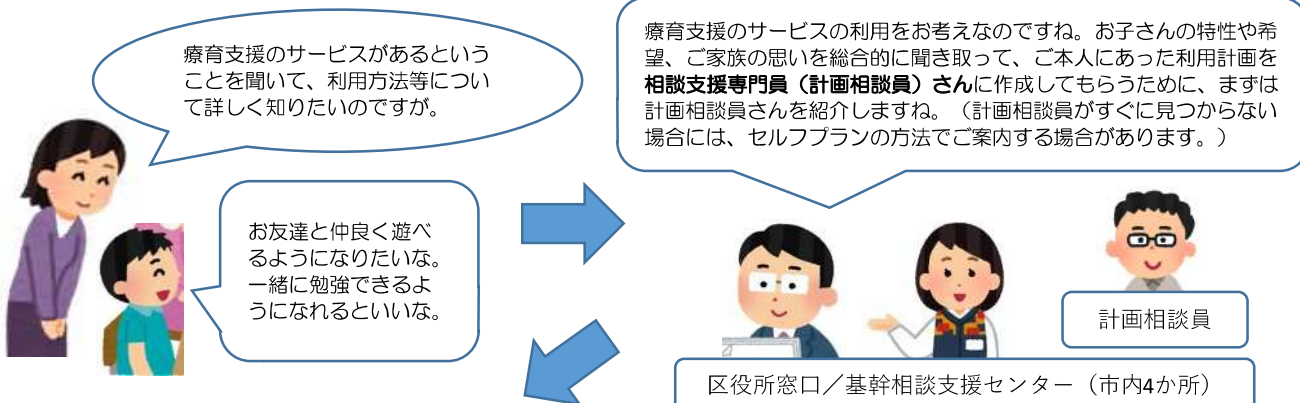 療育支援のサービスがあるという
ことを聞いて、利用方法等につい
て詳しく知りたいのですが。
お友達と仲良く遊べ
るようになりたいな。
一緒に勉強できるよ
うになれるといいな。
療育支援のサービスの利用をお考えなのですね。お子さんの特性や希
望、ご家族の思いを総合的に聞き取って、ご本人にあった利用計画を
相談支援専門員（計画相談員）さんに作成してもらうために、まずは
計画相談員さんを紹介しますね。（計画相談員がすぐに見つからない
場合には、セルフプランの方法でご案内する場合があります。）
計画相談員
区役所窓口／基幹相談支援センター（市内4か所）